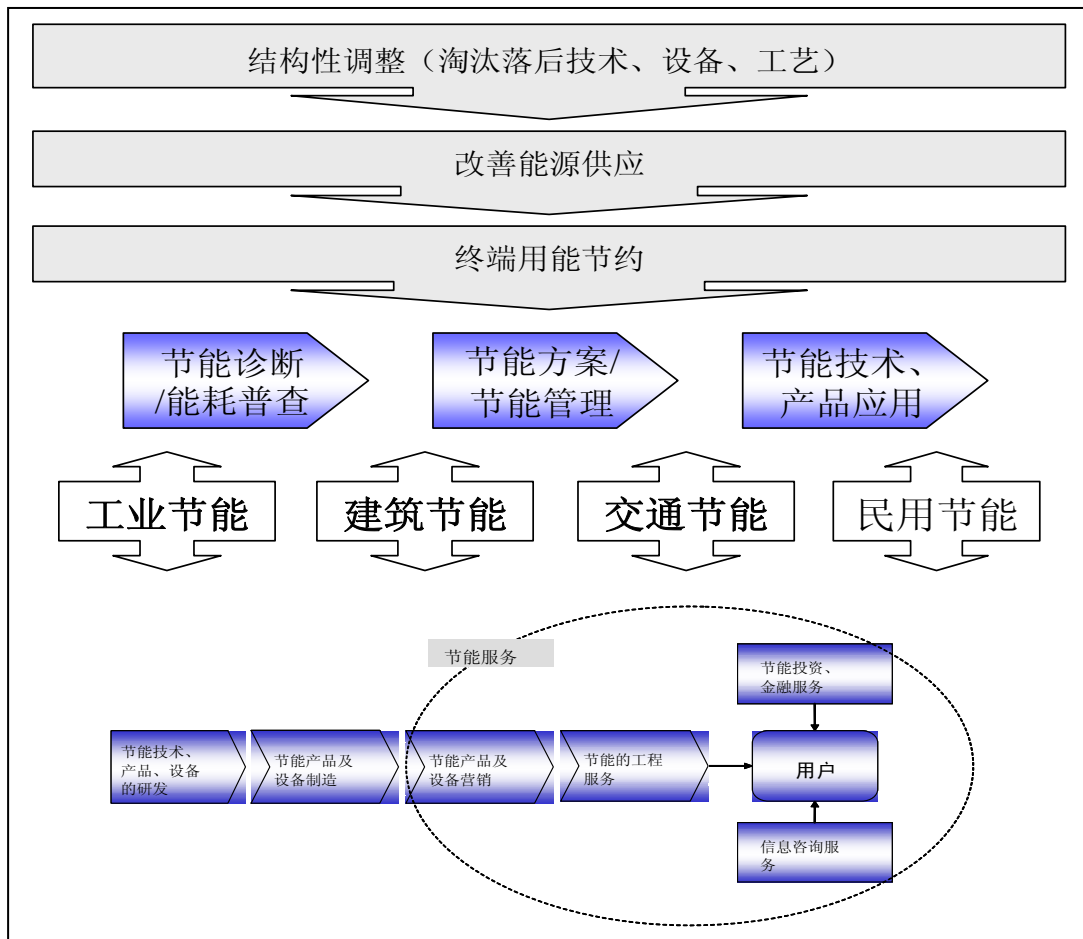 结构性调整（淘汰落后技术、设备、工艺）
改善能源供应
终端用能节约
节能诊断
/能耗普查
节能方案/
节能管理
节能技术、
产品应用
工业节能
建筑节能
交通节能
民用节能
节能服务
节能投资、
金融服务
节能技术、
产品、设备
的研发
节能产品及
设备制造
节能产品及
设备营销
节能的工程
服务
用户
信息咨询服
务